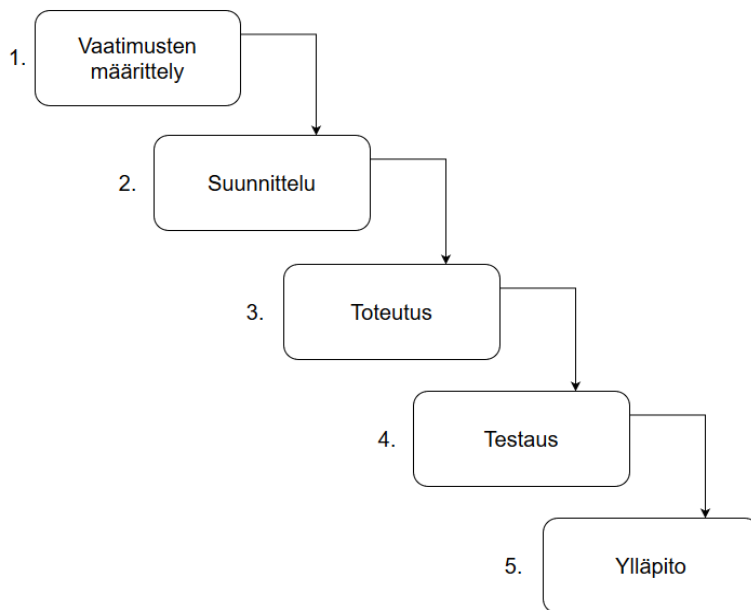 1.
Vaatimusten
määrittely
2.
Suunnittelu
3.
Toteutus
4.
Testaus
5.
Ylläpito